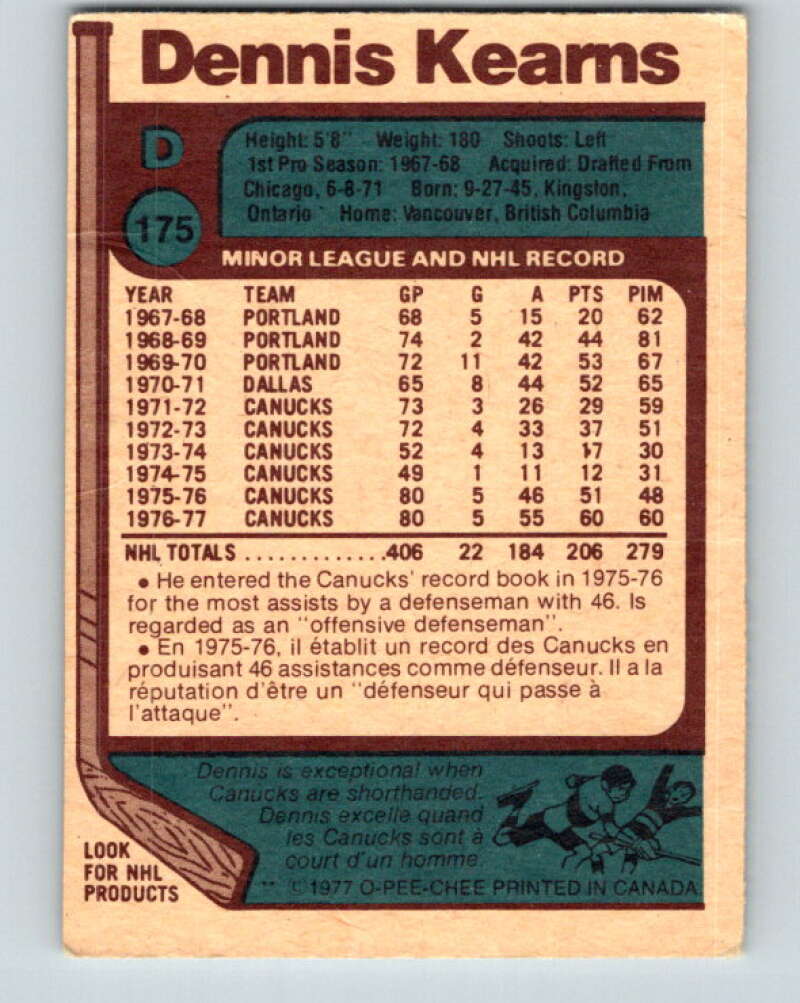 Dennis Kearns
D
Height: 5'8" Weight: 180 Shoots: Left
1st Pro Season: 1967-68 Acquired: Drafted From
Chicago, 6-8-71 Born: 9-27-45, Kingston,
Ontario Home: Vancouver, British Columbia
175
MINOR LEAGUE AND NHL RECORD
YEAR TEAM GP G A PTS PIM
1967-68 PORTLAND 68 5 15 20 62
1968-69 PORTLAND 74 2 42 44 81
1969-70 PORTLAND 72 11 42 53 67
1970-71 DALLAS 65 8 44 52 65
1971-72 CANUCKS 73 3 26 29 59
1972-73 CANUCKS 72 4 33 37 51
1973-74 CANUCKS 52 4 13 17 30
1974-75 CANUCKS 49 1 11 12 31
1975-76 CANUCKS 80 5 46 51 48
1976-77 CANUCKS 80 5 55 60 60
NHL TOTALS .............406 22 184 206 279
• He entered the Canucks' record book in 1975-76
for the most assists by a defenseman with 46. Is
regarded as an "offensive defenseman".
• En 1975-76, il établit un record des Canucks en
produisant 46 assistances comme défenseur. Il a la
réputation d'être un "défenseur qui passe à
l'attaque".
Dennis is exceptional when
Canucks are shorthanded.
Dennis excelle quand
les Canucks sont à
court d'un homme.
LOOK
FOR NHL
PRODUCTS
** © 1977 O-PEE-CHEE PRINTED IN CANADA